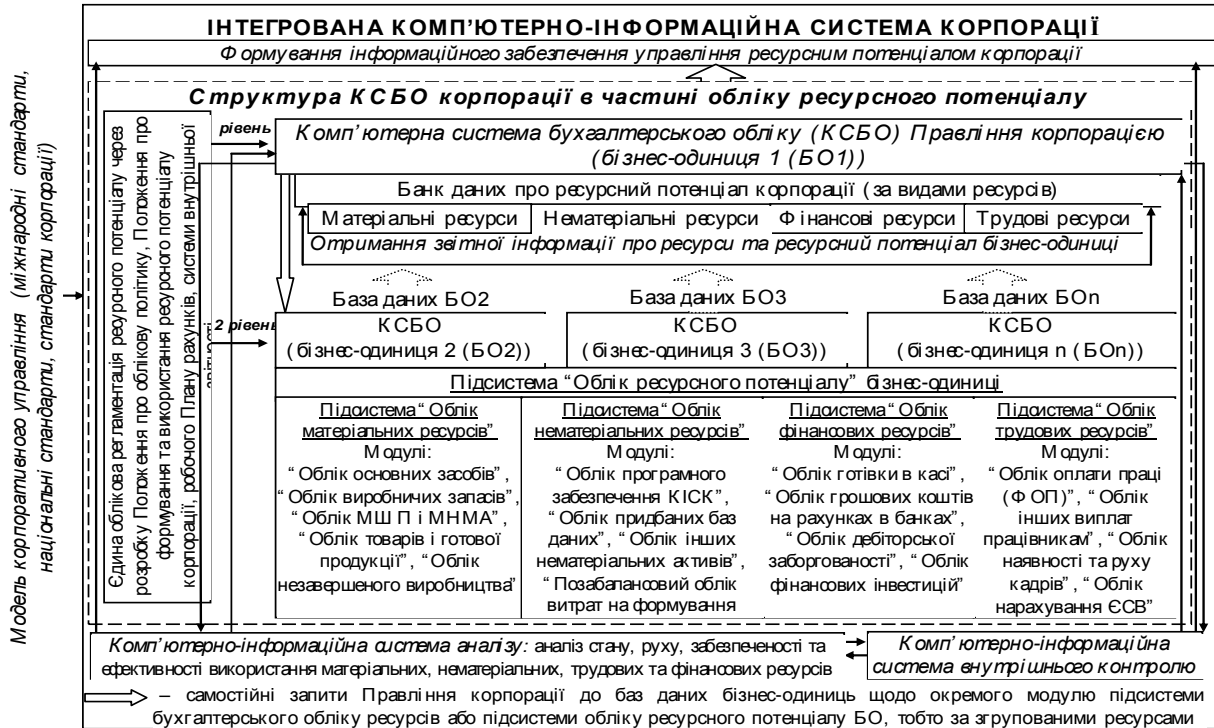 Модель корпоративного управління (міжнародні стандарти,
національні стандарти, стандарти корпорації)
ІНТЕГРОВАНА КОМП’ЮТЕРНО-ІНФОРМАЦІЙНА СИСТЕМА КОРПОРАЦІЇ
Формування інформаційного забезпечення управління ресурсним потенціалом корпорації
Структура КСБО корпорації в частині обліку ресурсного потенціалу
Єдина облікова регламентація ресурсного потенціалу через
розробку Положення про облікову політику, Положення про
формування та використання ресурсного потенціалу
корпорації, робочого Плану рахунків, системи внутрішньої
звітності
рівень
Комп’ютерна система бухгалтерського обліку (КСБО) Правління корпорацією
(бізнес-одиниця 1 (БО1))
Банк даних про ресурсний потенціал корпорації (за видами ресурсів)
Матеріальні ресурси
Нематеріальні ресурси
Фінансові ресурси
Трудові ресурси
Отримання звітної інформації про ресурси та ресурсний потенціал бізнес-одиниці
База даних БО2
База даних БО3
База даних БОn
2 рівень
КСБО
(бізнес-одиниця 2 (БО2))
КСБО
(бізнес-одиниця 3 (БО3))
КСБО
(бізнес-одиниця n (БОn))
Підсистема “Облік ресурсного потенціалу” бізнес-одиниці
Підсистема “Облік
матеріальних ресурсів”
Модулі:
“Облік основних засобів”,
“Облік виробничих запасів”,
“Облік МШП і МНМА”,
“Облік товарів і готової
продукції”, “Облік
незавершеного виробництва”
Підсистема “Облік
нематеріальних ресурсів”
Модулі:
“Облік програмного
забезпечення КІСК”,
“Облік придбаних баз
даних”, “Облік інших
нематеріальних активів”,
“Позабалансовий облік
витрат на формування
Підсистема “Облік
фінансових ресурсів”
Модулі:
“Облік готівки в касі”,
“Облік грошових коштів
на рахунках в банках”,
“Облік дебіторської
заборгованості”, “Облік
фінансових інвестицій”
Підсистема “Облік
трудових ресурсів”
Модулі:
“Облік оплати праці
(ФОП)”, “Облік
інших виплат
працівникам”, “Облік
наявності та руху
кадрів”, “Облік
нарахування ЄСВ”
Комп’ютерно-інформаційна система аналізу: аналіз стану, руху, забезпеченості та
ефективності використання матеріальних, нематеріальних, трудових та фінансових ресурсів
Комп’ютерно-інформаційна
система внутрішнього контролю
– самостійні запити Правління корпорації до баз даних бізнес-одиниць щодо окремого модулю підсистеми
бухгалтерського обліку ресурсів або підсистеми обліку ресурсного потенціалу БО, тобто за згрупованими ресурсами